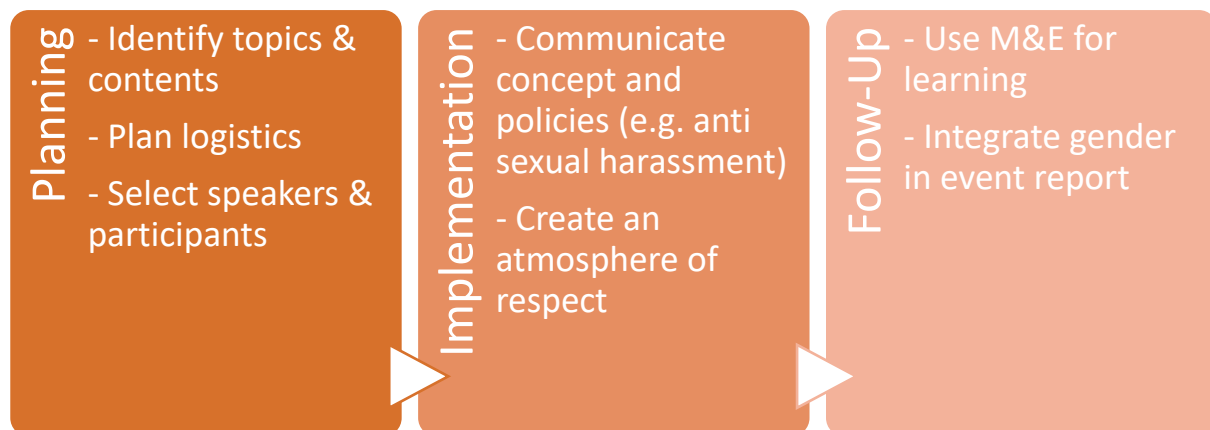 Planning
- Identify topics &
contents
- Plan logistics
- Select speakers &
participants
Implementation
- Communicate
concept and
policies (e.g. anti
sexual harassment)
- Create an
atmosphere of
respect
Follow-Up
- Use M&E for
learning
- Integrate gender
in event report